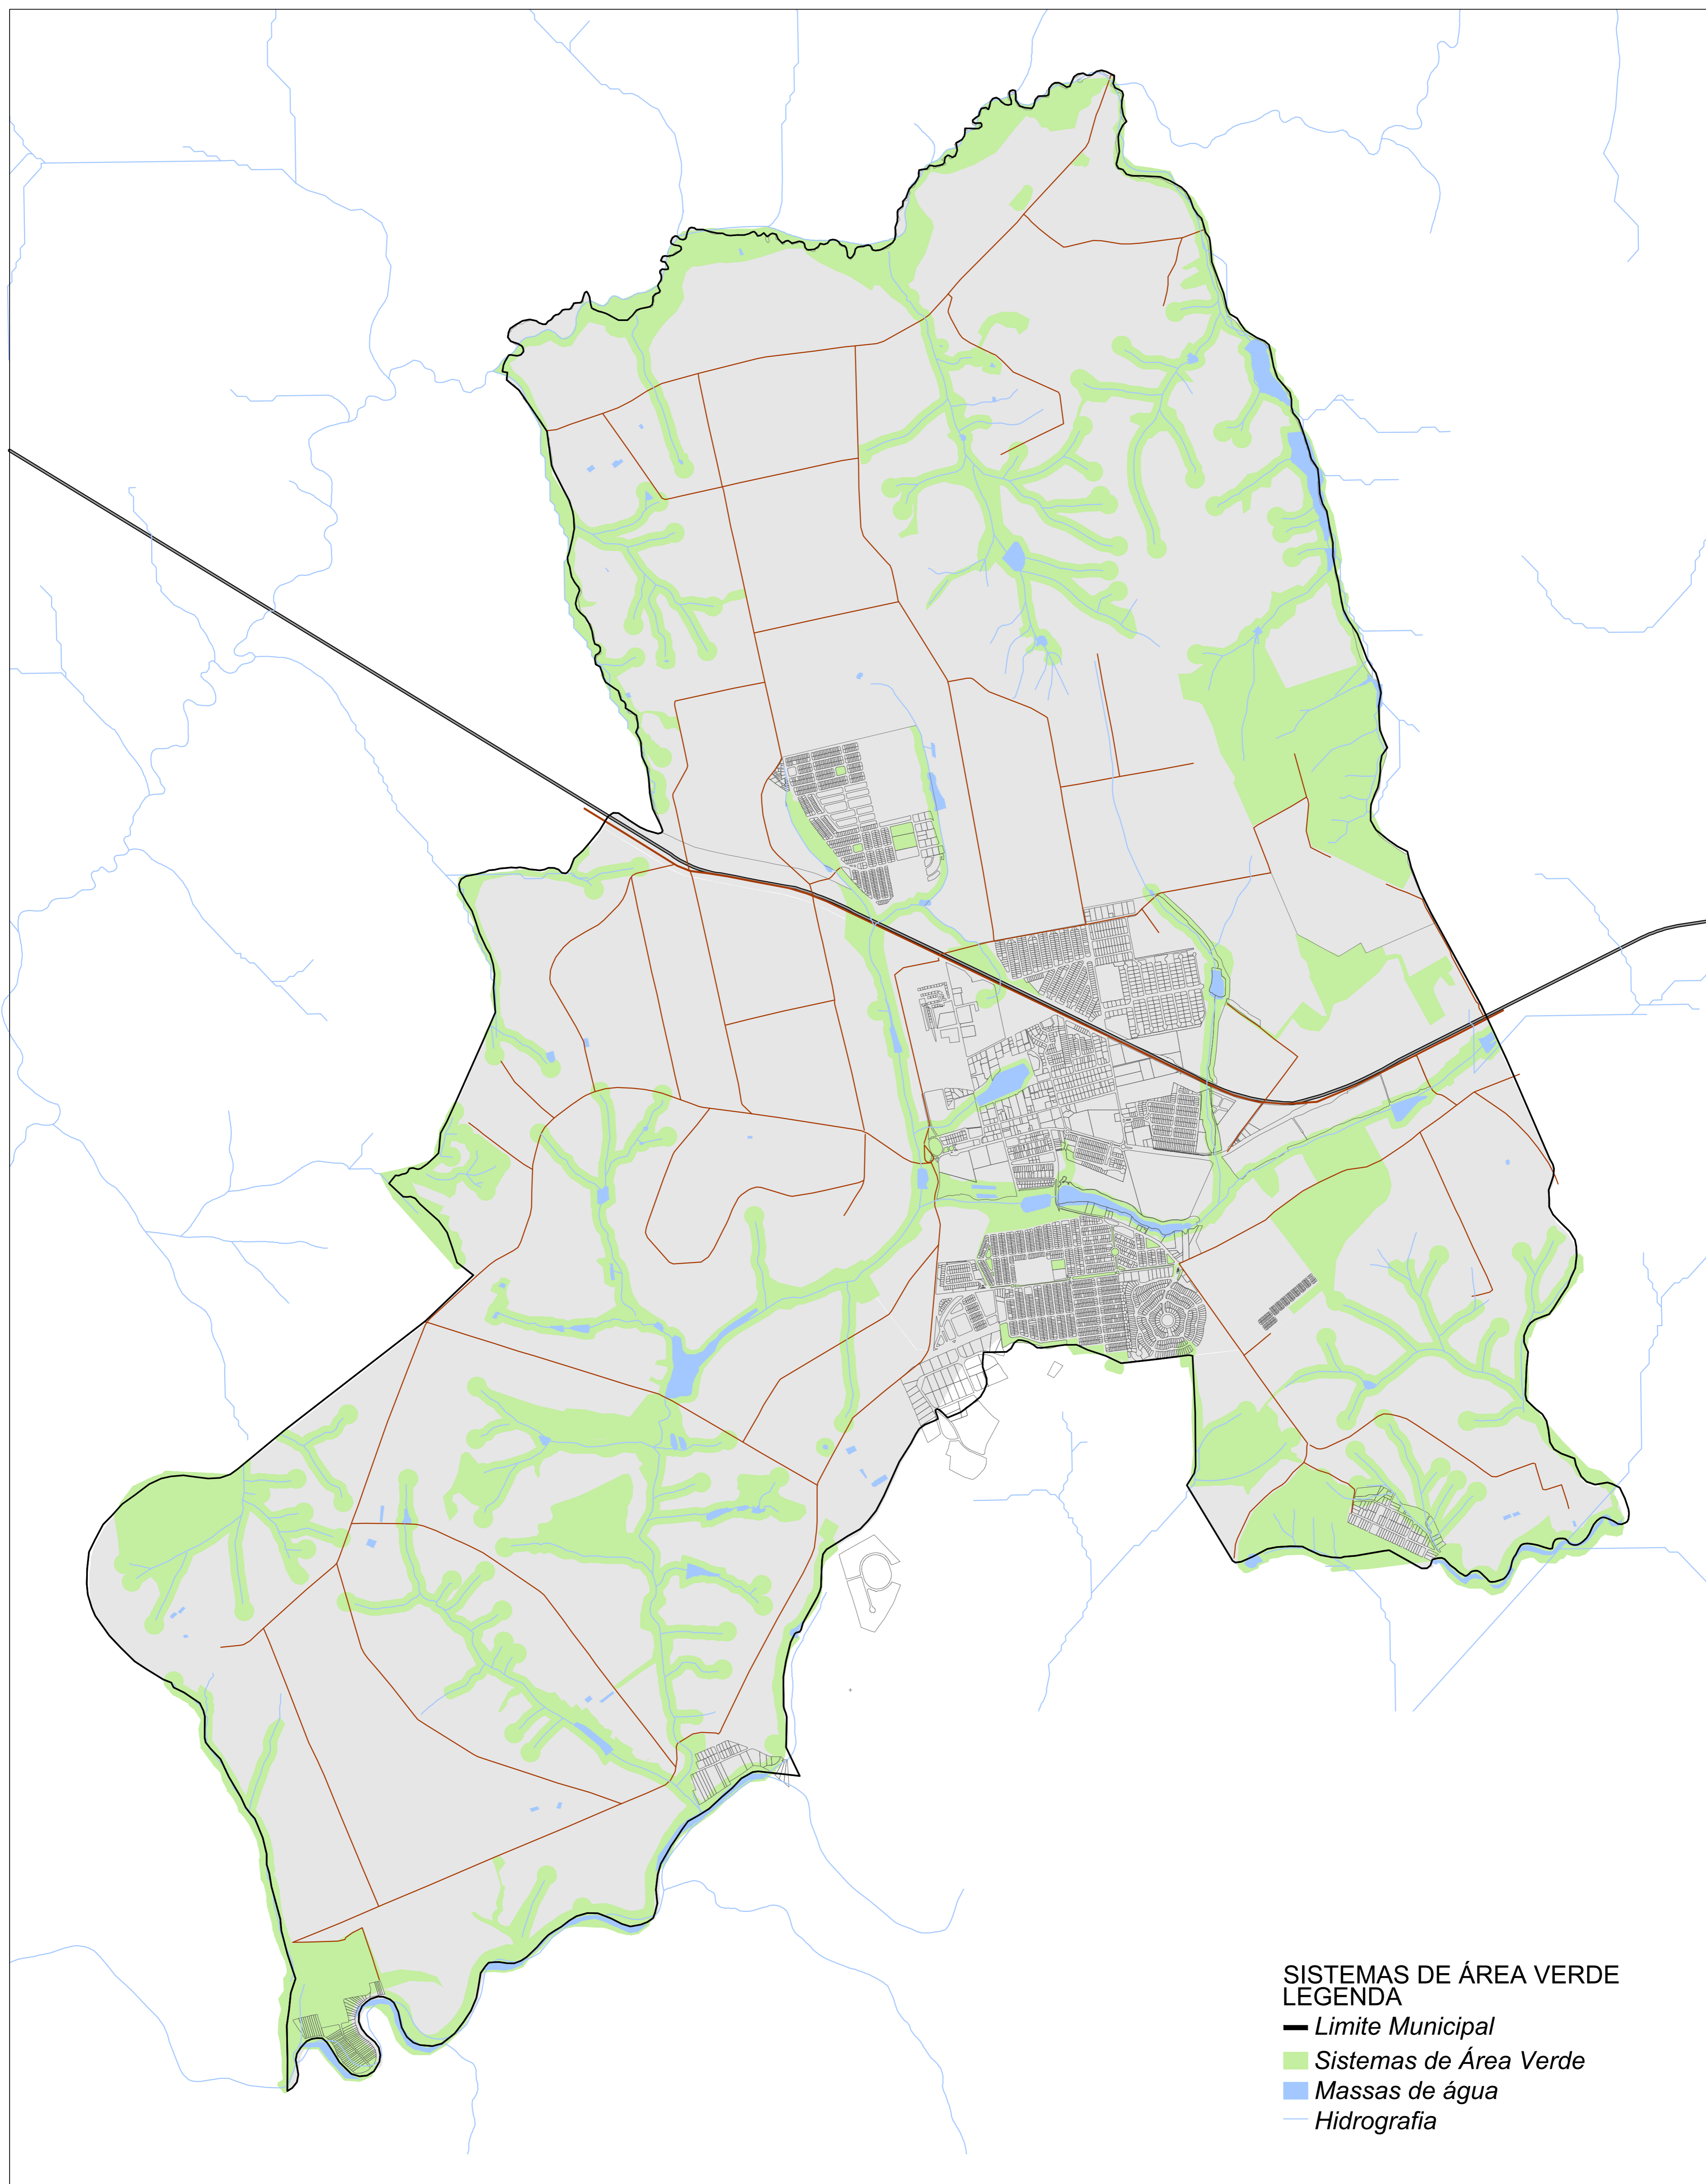 SISTEMAS DE ÁREA VERDE
LEGENDA
Limite Municipal
Sistemas de Área Verde
Massas de água
Hidrografia